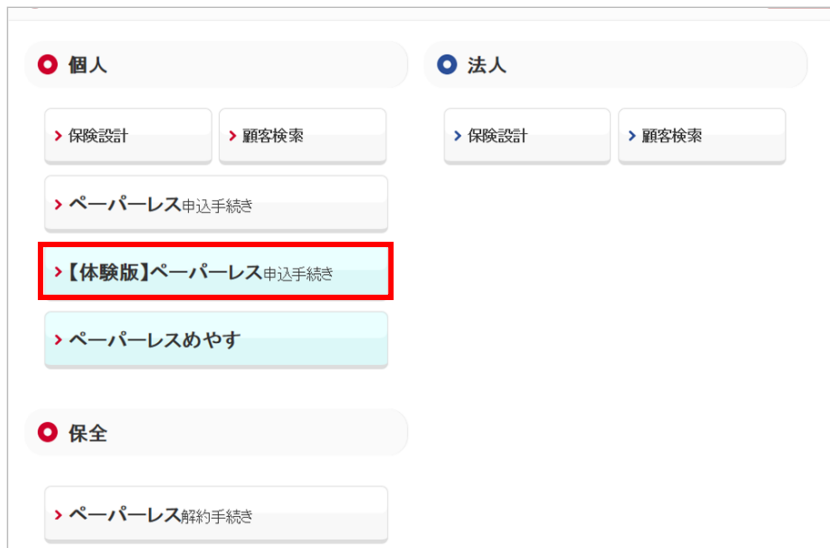 個人
保険設計
顧客検索
ペーパーレス申込手続き
【体験版】ペーパーレス申込手続き
ペーパーレスめやす
保全
ペーパーレス解約手続き
法人
保険設計
顧客検索